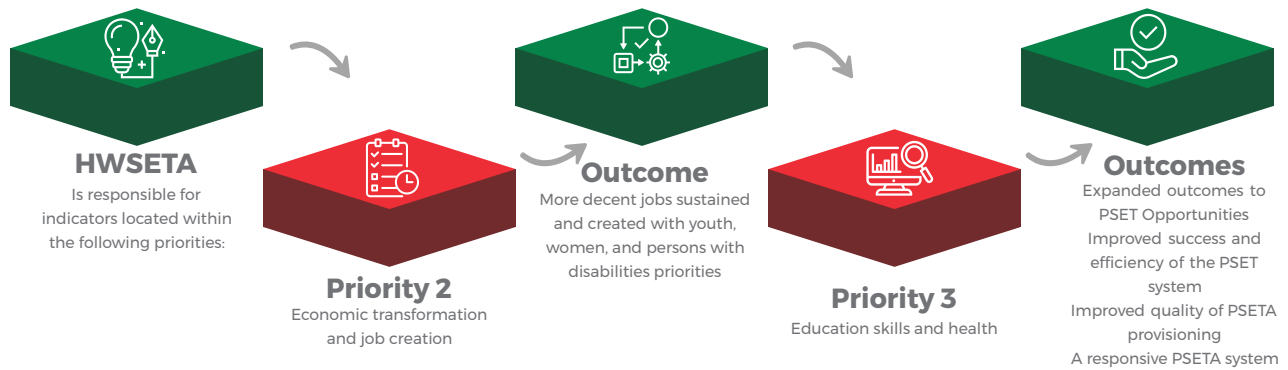 HWSETA
Is responsible for
indicators located within
the following priorities:
Priority 2
Economic transformation
and job creation
Outcome
More decent jobs sustained
and created with youth,
women, and persons with
disabilities priorities
Priority 3
Education skills and health
Outcomes
Expanded outcomes to
PSET Opportunities
Improved success and
efficiency of the PSET
system
Improved quality of PSETA
provisioning
A responsive PSETA system